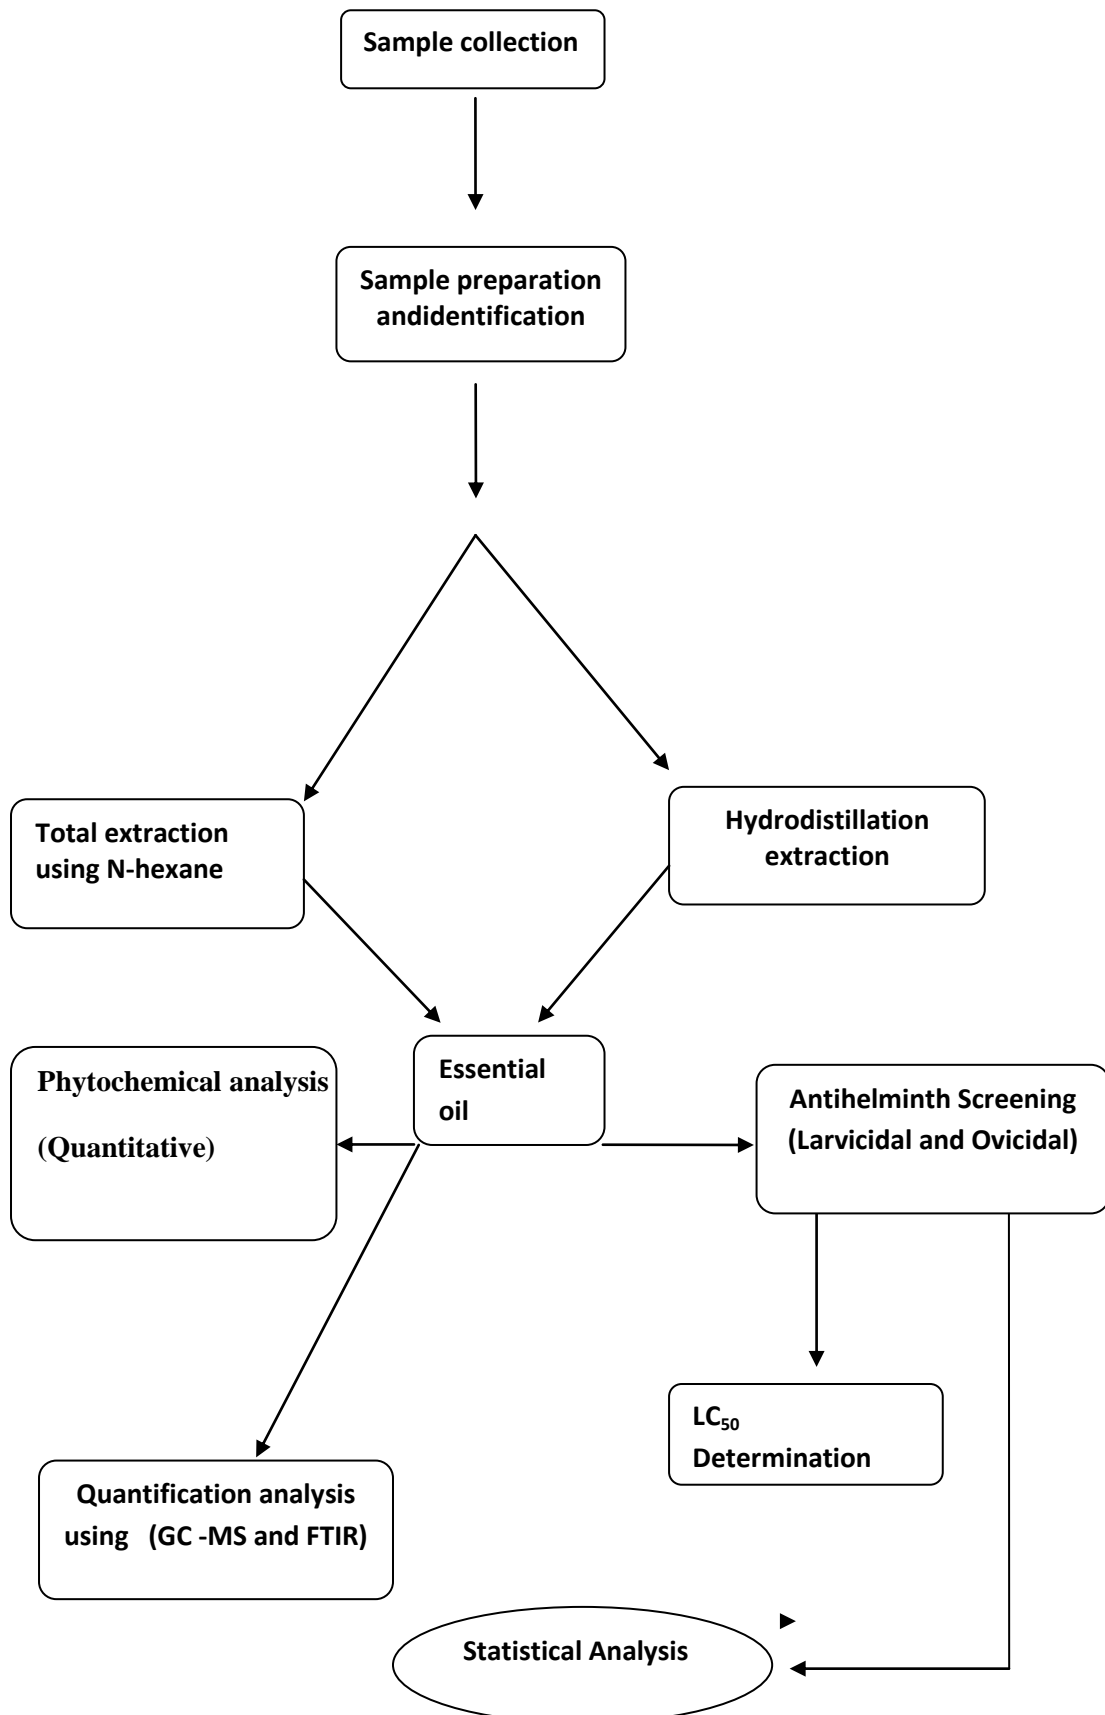 Sample collection
Sample preparation
andidentification
Total extraction
using N-hexane
Hydrodistillation
extraction
Essential
oil
Phytochemical analysis
(Quantitative)
Antihelminth Screening
(Larvicidal and Ovicidal)
LC₅₀
Determination
Quantification analysis
using (GC -MS and FTIR)
Statistical Analysis